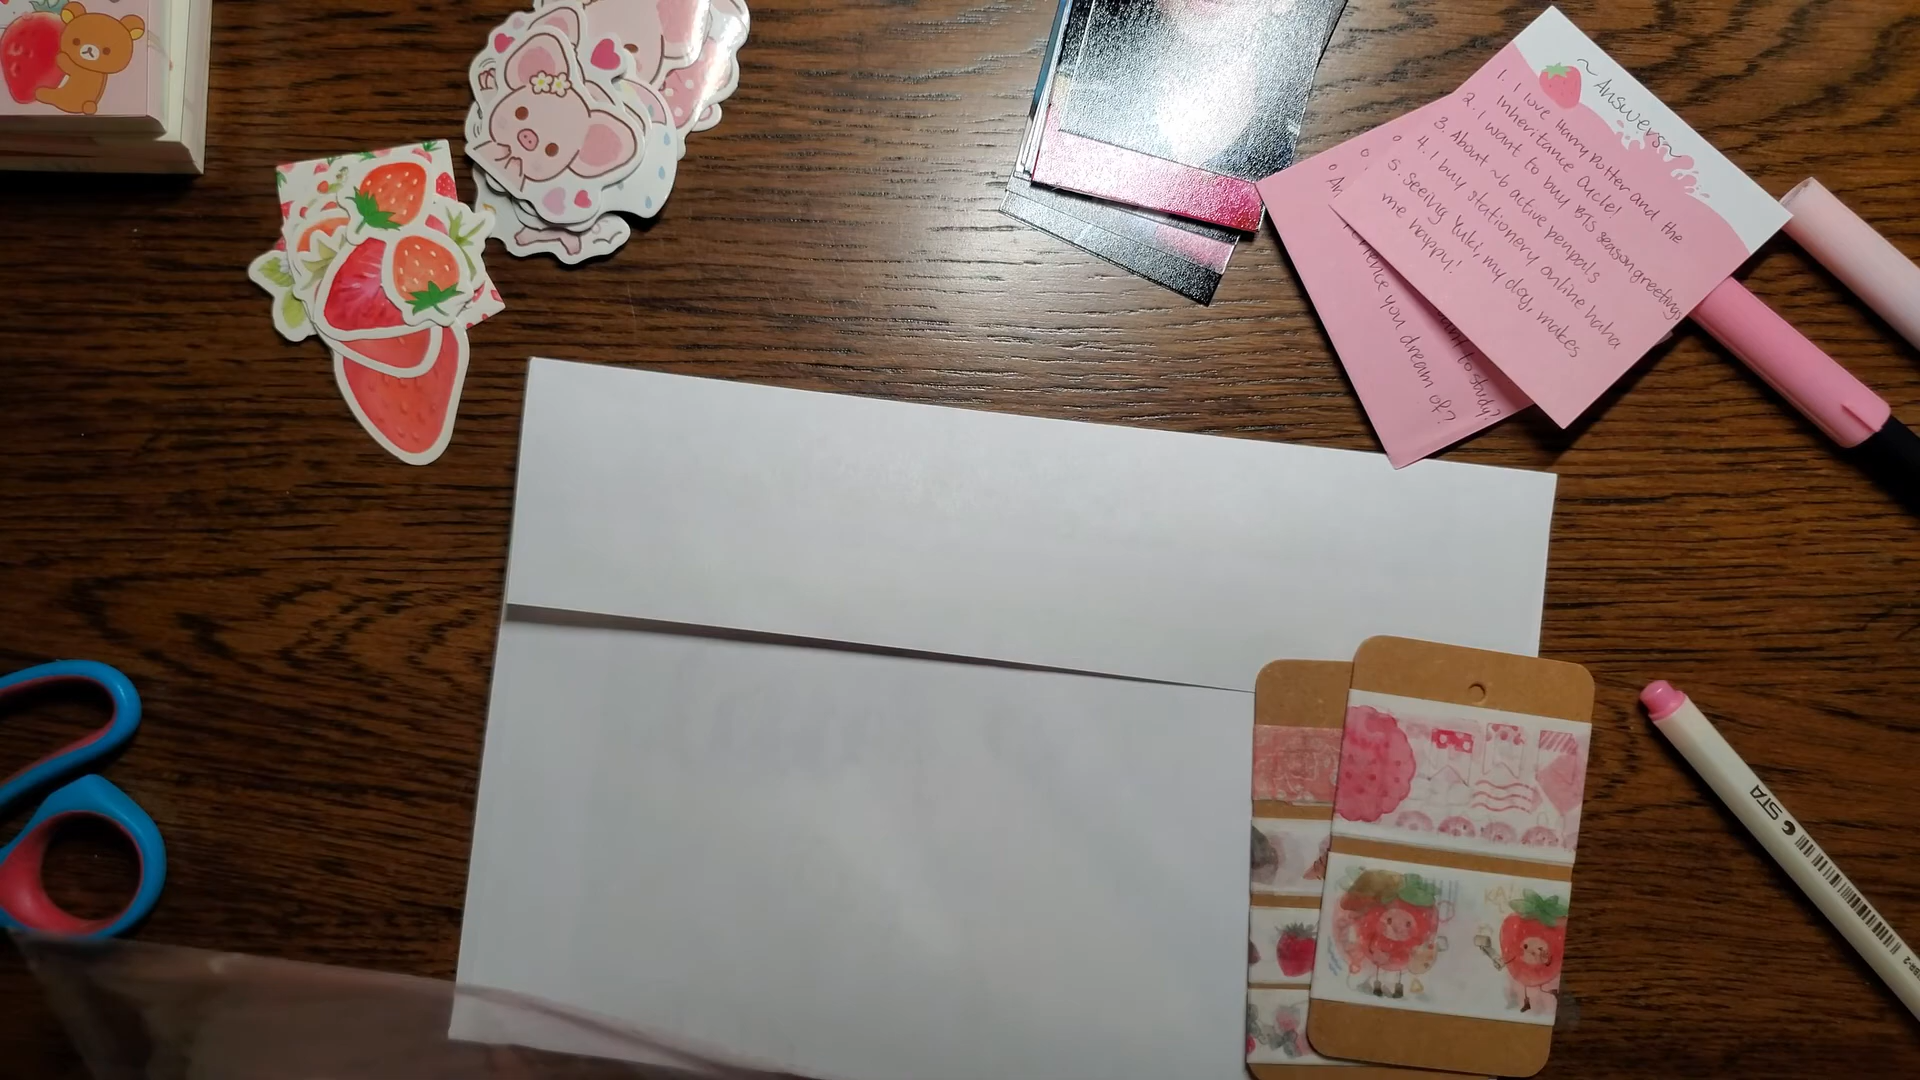 ~Answers~
1. I love Harry Potter and the
Inheritance Cycle!
2. I want to buy BTS season greetings
3. About ~6 active penpals
4. I buy stationery online haha
5. Seeing Yuki, my dog, makes
me happy!
want to study?
you dream of?
STA
KA!